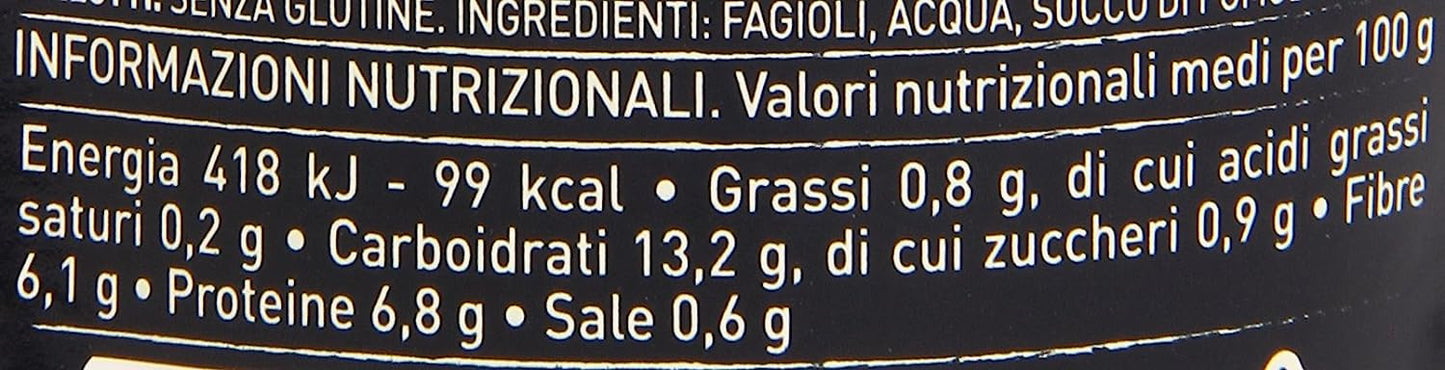 SENZA GLUTINE. INGREDIENTI: FAGIOLI, ACQUA, SUCCO DI
INFORMAZIONI NUTRIZIONALI. Valori nutrizionali medi per 100 g
Energia 418 kJ - 99 kcal • Grassi 0,8 g, di cui acidi grassi
saturi 0,2 g • Carboidrati 13,2 g, di cui zuccheri 0,9 g • Fibre
6,1 g • Proteine 6,8 g • Sale 0,6 g